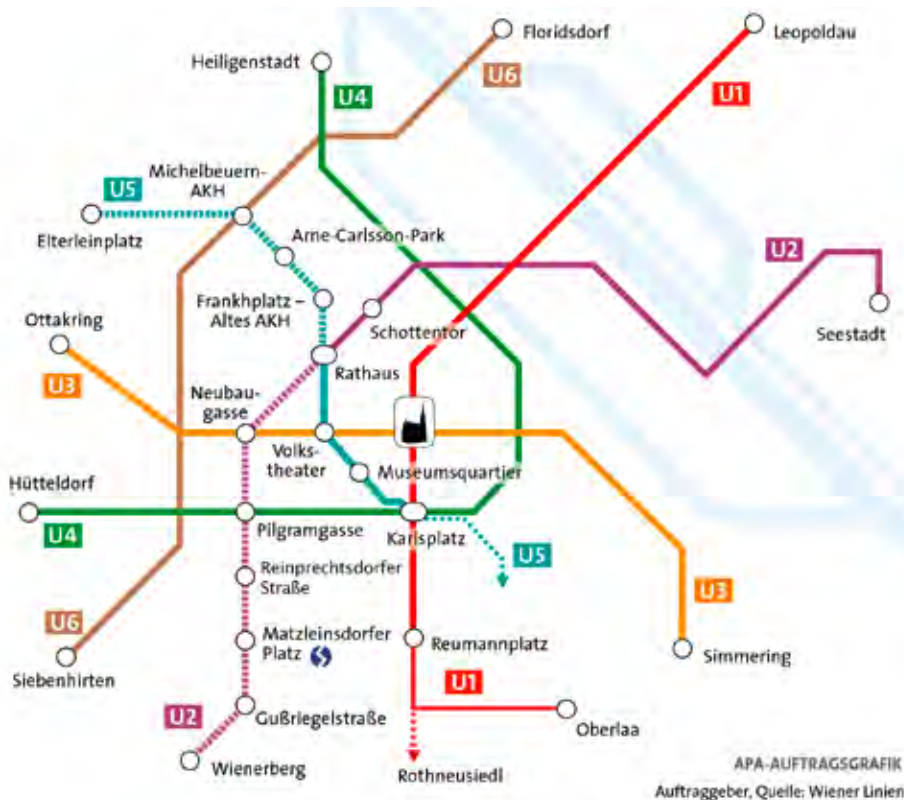 Floridsdorf
Leopoldau
Heiligenstadt
U6
U4
U1
Michelbeuern-
AKH
U5
Elterleinplatz
Arne-Carlsson-Park
U2
Frankhplatz –
Altes AKH
Ottakring
Schottentor
Seestadt
Rathaus
U3
Neubau-
gasse
Volks-
theater
Museumsquartier
Hütteldorf
U4
Pilgramgasse
Karlsplatz
U5
Reinprechtsdorfer
Straße
U3
U6
Matzleinsdorfer
Platz
Reumannplatz
Simmering
Siebenhirten
U1
U2
Gußriegelstraße
Oberlaa
Wienerberg
Rothneusiedl
APA-AUFTRAGSGRAFIK
Auftraggeber, Quelle: Wiener Linien